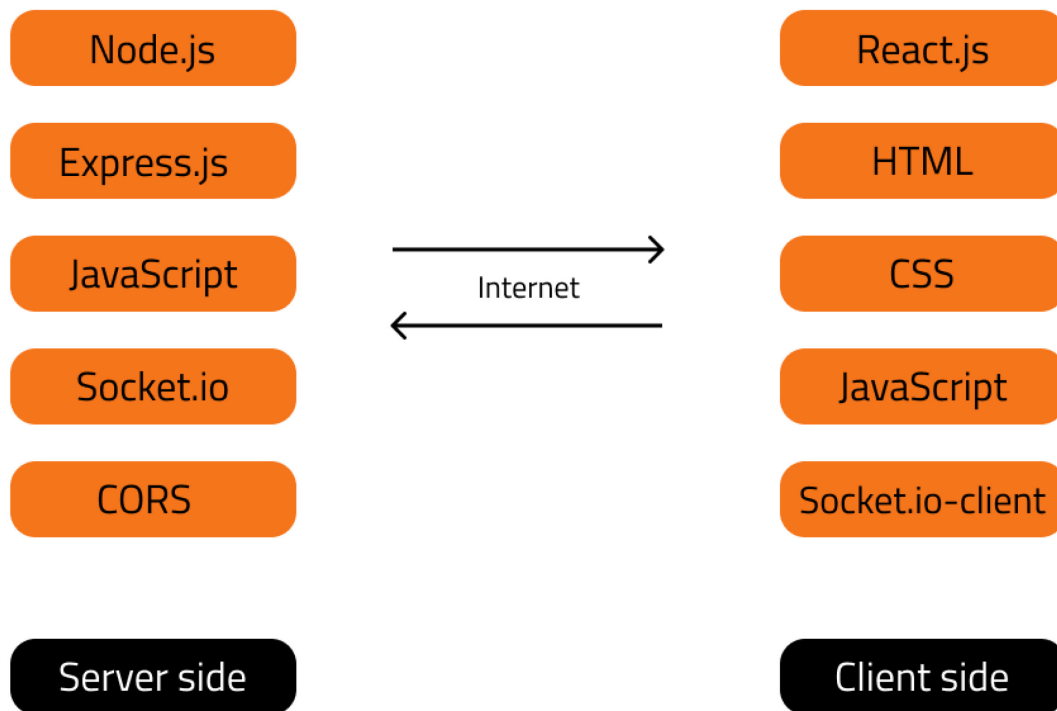 Node.js
Express.js
JavaScript
Socket.io
CORS
Server side
Internet
React.js
HTML
CSS
JavaScript
Socket.io-client
Client side